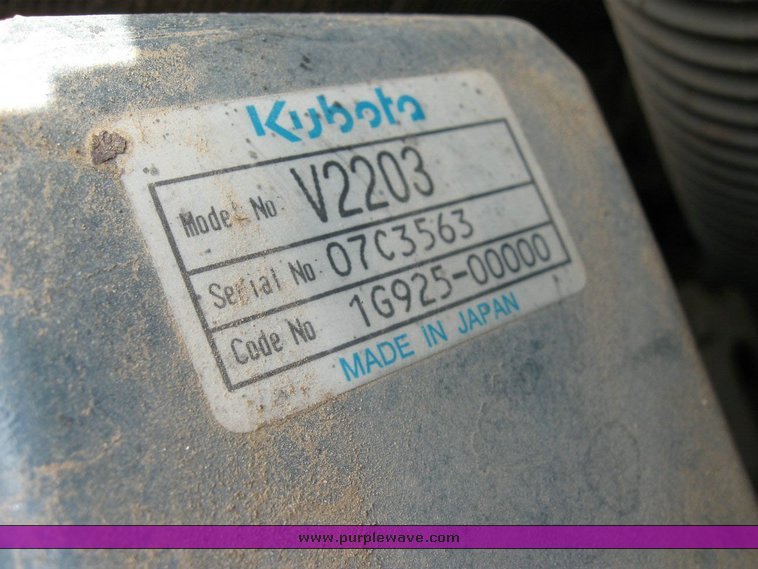 Kubota
Model No V2203
Serial No 07C3563
Code No 1G925-00000
MADE IN JAPAN
www.purplewave.com